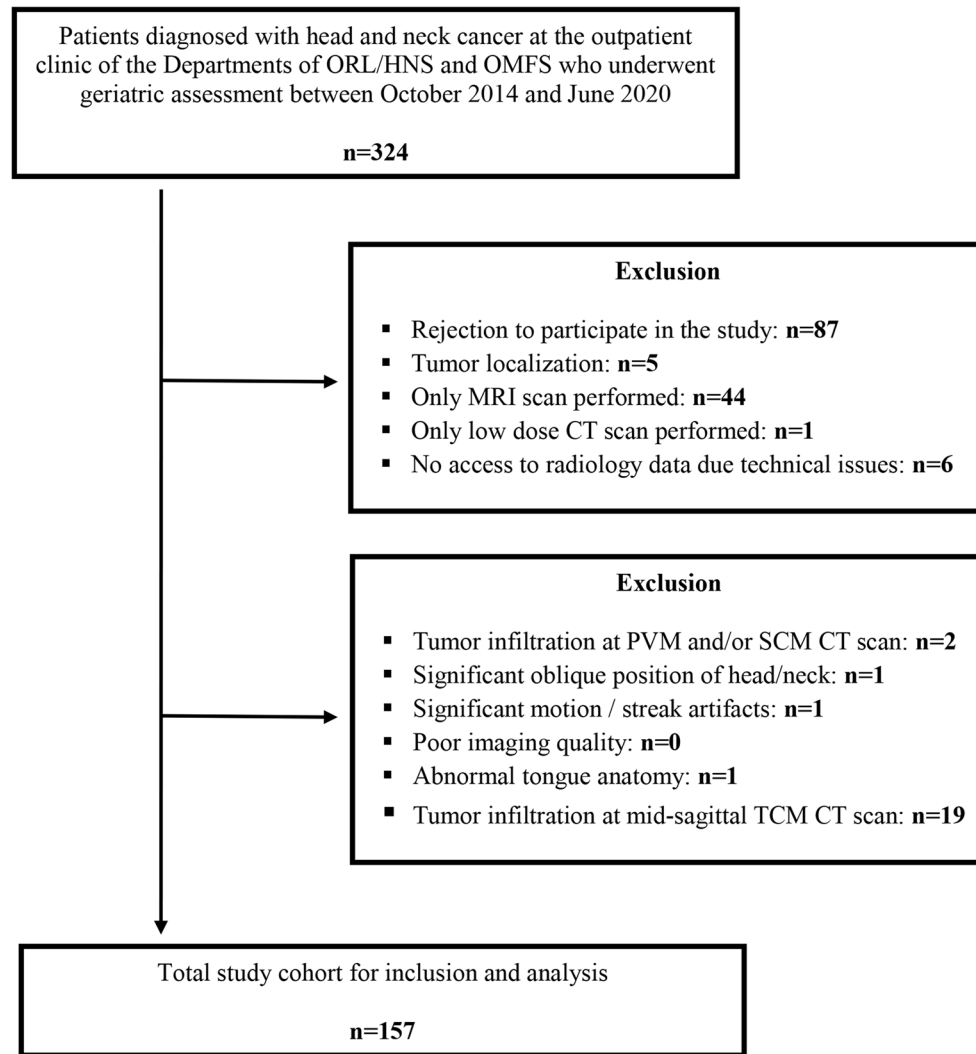 Patients diagnosed with head and neck cancer at the outpatient
clinic of the Departments of ORL/HNS and OMFS who underwent
geriatric assessment between October 2014 and June 2020
n=324
Exclusion
▪ Rejection to participate in the study: n=87
▪ Tumor localization: n=5
▪ Only MRI scan performed: n=44
▪ Only low dose CT scan performed: n=1
▪ No access to radiology data due technical issues: n=6
Exclusion
▪ Tumor infiltration at PVM and/or SCM CT scan: n=2
▪ Significant oblique position of head/neck: n=1
▪ Significant motion / streak artifacts: n=1
▪ Poor imaging quality: n=0
▪ Abnormal tongue anatomy: n=1
▪ Tumor infiltration at mid-sagittal TCM CT scan: n=19
Total study cohort for inclusion and analysis
n=157